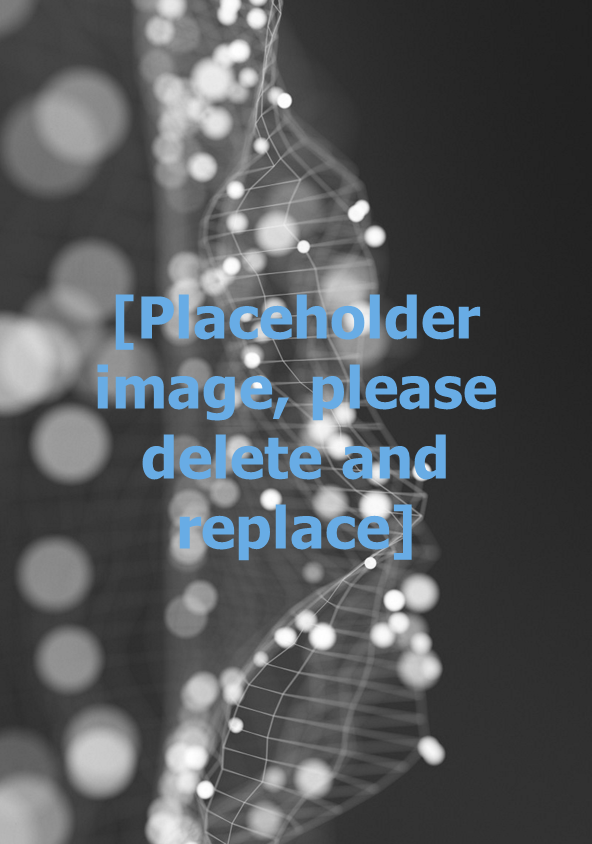 [Placeholder
image, please
delete and
replace]